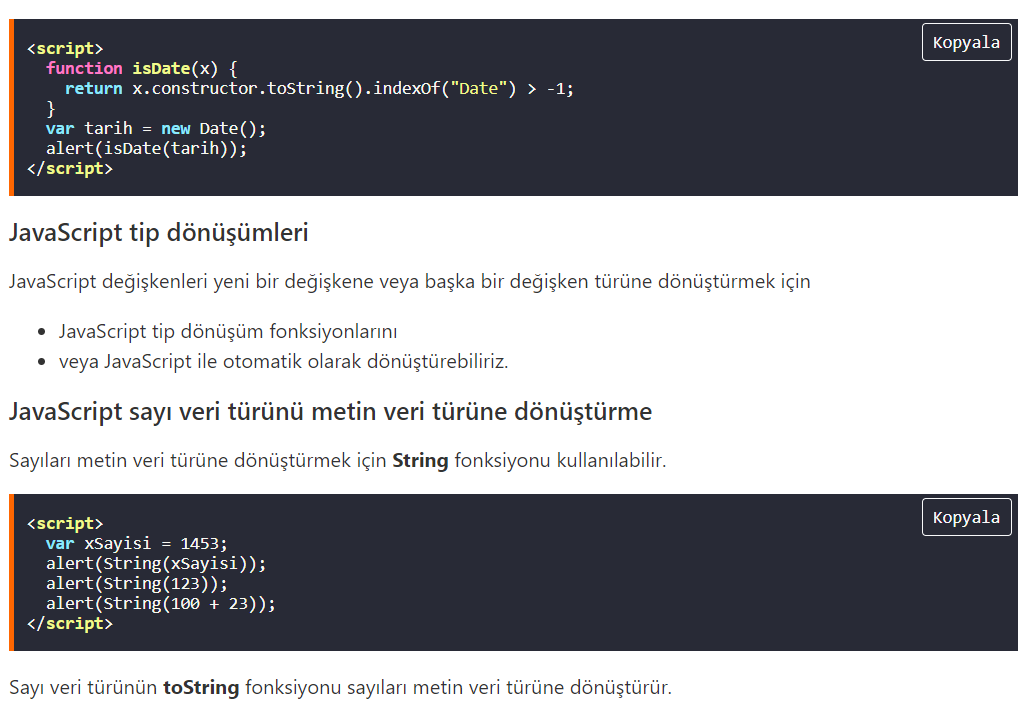 Kopyala
<script>
  function isDate(x) {
    return x.constructor.toString().indexOf("Date") > -1;
  }
  var tarih = new Date();
  alert(isDate(tarih));
</script>
JavaScript tip dönüşümleri
JavaScript değişkenleri yeni bir değişkene veya başka bir değişken türüne dönüştürmek için
• JavaScript tip dönüşüm fonksiyonlarını
• veya JavaScript ile otomatik olarak dönüştürebiliriz.
JavaScript sayı veri türünü metin veri türüne dönüştürme
Sayıları metin veri türüne dönüştürmek için String fonksiyonu kullanılabilir.
Kopyala
<script>
  var xSayisi = 1453;
  alert(String(xSayisi));
  alert(String(123));
  alert(String(100 + 23));
</script>
Sayı veri türünün toString fonksiyonu sayıları metin veri türüne dönüştürür.